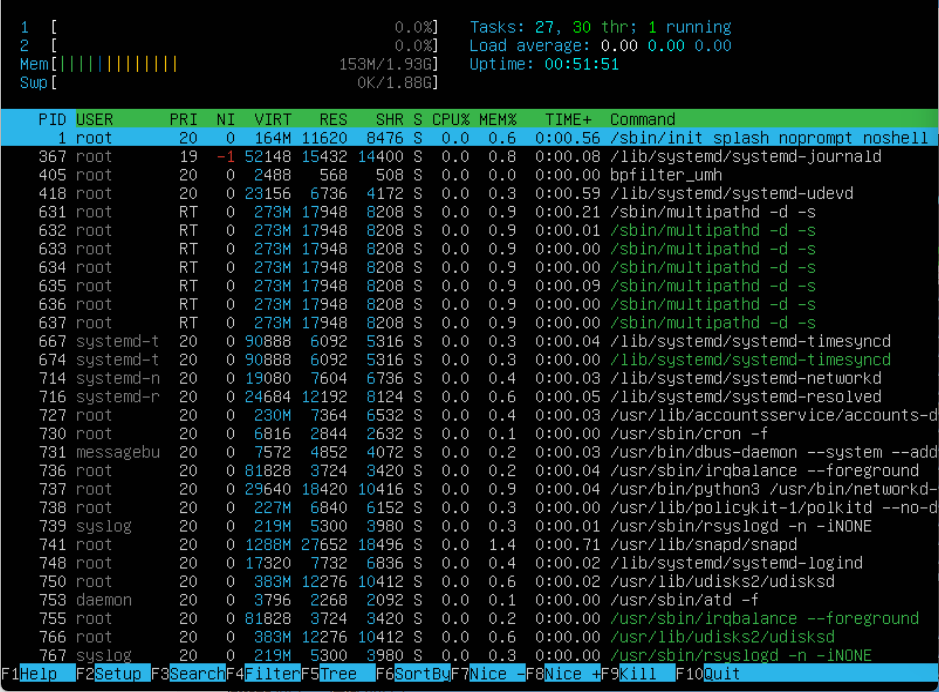 1 [ 0.0%] Tasks: 27, 30 thr; 1 running
2 [ 0.0%] Load average: 0.00 0.00 0.00
Mem[|||||||||||||| 153M/1.93G] Uptime: 00:51:51
Swp[ 0K/1.88G]
PID USER PRI NI VIRT RES SHR S CPU% MEM% TIME+ Command
1 root 20 0 164M 11620 8476 S 0.0 0.6 0:00.56 /sbin/init splash noprompt noshell
367 root 19 -1 52148 15432 14400 S 0.0 0.8 0:00.08 /lib/systemd/systemd-journald
405 root 20 0 2488 568 508 S 0.0 0.0 0:00.00 bpfilter_umh
418 root 20 0 23156 6736 4172 S 0.0 0.3 0:00.59 /lib/systemd/systemd-udevd
631 root RT 0 273M 17948 8208 S 0.0 0.9 0:00.21 /sbin/multipathd -d -s
632 root RT 0 273M 17948 8208 S 0.0 0.9 0:00.01 /sbin/multipathd -d -s
633 root RT 0 273M 17948 8208 S 0.0 0.9 0:00.00 /sbin/multipathd -d -s
634 root RT 0 273M 17948 8208 S 0.0 0.9 0:00.00 /sbin/multipathd -d -s
635 root RT 0 273M 17948 8208 S 0.0 0.9 0:00.09 /sbin/multipathd -d -s
636 root RT 0 273M 17948 8208 S 0.0 0.9 0:00.00 /sbin/multipathd -d -s
637 root RT 0 273M 17948 8208 S 0.0 0.9 0:00.00 /sbin/multipathd -d -s
667 systemd-t 20 0 90888 6092 5316 S 0.0 0.3 0:00.04 /lib/systemd/systemd-timesyncd
674 systemd-t 20 0 90888 6092 5316 S 0.0 0.3 0:00.00 /lib/systemd/systemd-timesyncd
714 systemd-n 20 0 19080 7604 6736 S 0.0 0.4 0:00.03 /lib/systemd/systemd-networkd
716 systemd-r 20 0 24684 12192 8124 S 0.0 0.6 0:00.05 /lib/systemd/systemd-resolved
727 root 20 0 230M 7364 6532 S 0.0 0.4 0:00.03 /usr/lib/accountsservice/accounts-d
730 root 20 0 6816 2844 2632 S 0.0 0.1 0:00.00 /usr/sbin/cron -f
731 messagebu 20 0 7572 4852 4072 S 0.0 0.2 0:00.03 /usr/bin/dbus-daemon --system --add
736 root 20 0 81828 3724 3420 S 0.0 0.2 0:00.04 /usr/sbin/irqbalance --foreground
737 root 20 0 29640 18420 10416 S 0.0 0.9 0:00.04 /usr/bin/python3 /usr/bin/networkd-
738 root 20 0 227M 6840 6152 S 0.0 0.3 0:00.00 /usr/lib/policykit-1/polkitd --no-d
739 syslog 20 0 219M 5300 3980 S 0.0 0.3 0:00.01 /usr/sbin/rsyslogd -n -iNONE
741 root 20 0 1288M 27652 18496 S 0.0 1.4 0:00.71 /usr/lib/snapd/snapd
748 root 20 0 17320 7732 6836 S 0.0 0.4 0:00.02 /lib/systemd/systemd-logind
750 root 20 0 383M 12276 10412 S 0.0 0.6 0:00.02 /usr/lib/udisks2/udisksd
753 daemon 20 0 3796 2268 2092 S 0.0 0.1 0:00.00 /usr/sbin/atd -f
755 root 20 0 81828 3724 3420 S 0.0 0.2 0:00.00 /usr/sbin/irqbalance --foreground
766 root 20 0 383M 12276 10412 S 0.0 0.6 0:00.00 /usr/lib/udisks2/udisksd
767 syslog 20 0 219M 5300 3980 S 0.0 0.3 0:00.00 /usr/sbin/rsyslogd -n -iNONE
F1Help F2Setup F3SearchF4FilterF5Tree F6SortByF7Nice -F8Nice +F9Kill F10Quit